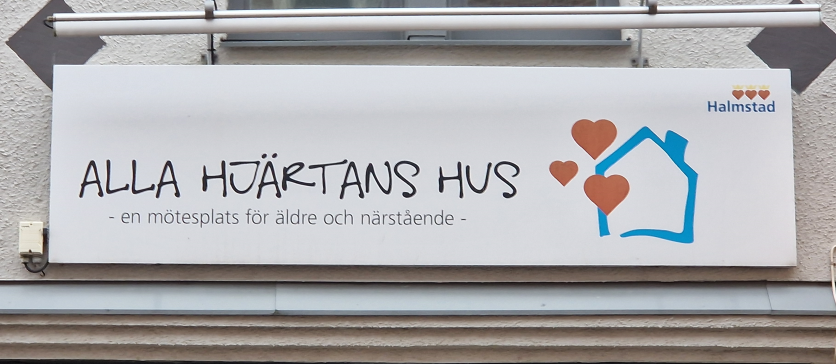 Halmstad
ALLA HJÄRTANS HUS
- en mötesplats för äldre och närstående -